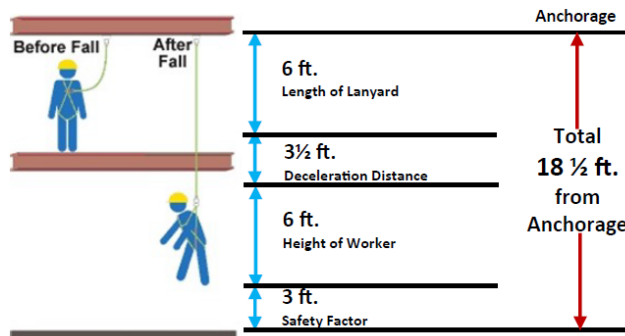 Before Fall
After
Fall
Anchorage
6 ft.
Length of Lanyard
3½ ft.
Deceleration Distance
6 ft.
Height of Worker
3 ft.
Safety Factor
Total
18 ½ ft.
from
Anchorage